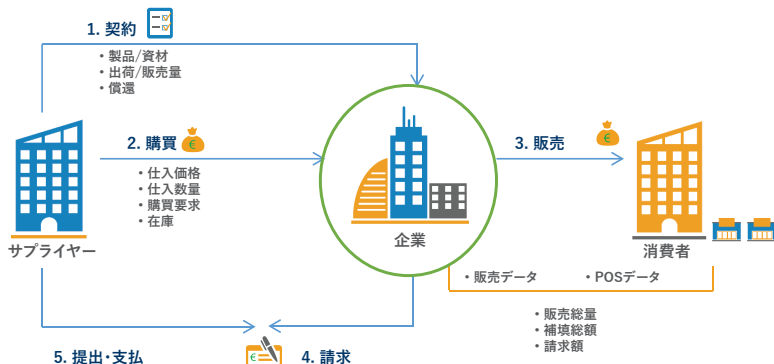 1. 契約
・製品/資材
・出荷/販売量
・償還
2. 購買
€
・仕入価格
・仕入数量
・購買要求
・在庫
3. 販売
€
サプライヤー
企業
消費者
・販売データ
・POSデータ
・販売総量
・補填総額
・請求額
5. 提出・支払
€
4. 請求